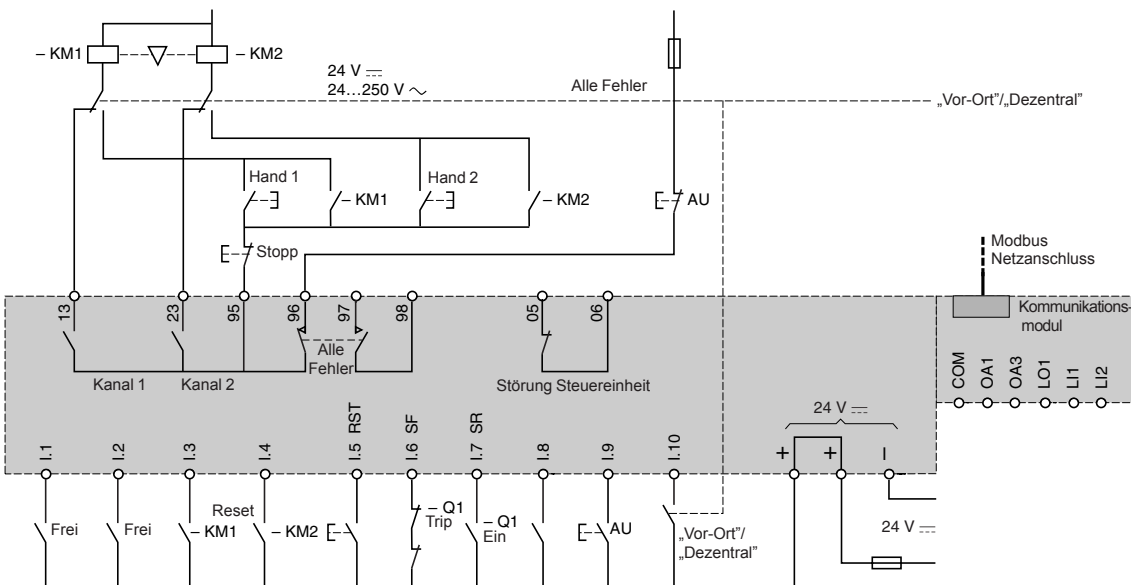 – KM1
– KM2
24 V
24...250 V
Alle Fehler
„Vor-Ort”/„Dezentral”
Hand 1
– KM1
Hand 2
– KM2
AU
Stopp
Modbus
Netzanschluss
13
23
95
96
97
98
05
06
Kommunikations-
modul
Alle
Fehler
Kanal 1
Kanal 2
Störung Steuereinheit
COM
OA1
OA3
LO1
LI1
LI2
24 V
I.1
I.2
I.3
I.4
I.5 RST
I.6 SF
I.7 SR
I.8
I.9
I.10
+
+
–
Frei
Frei
– KM1
Reset
– KM2
– Q1
Trip
– Q1
Ein
AU
„Vor-Ort”/
„Dezentral”
24 V